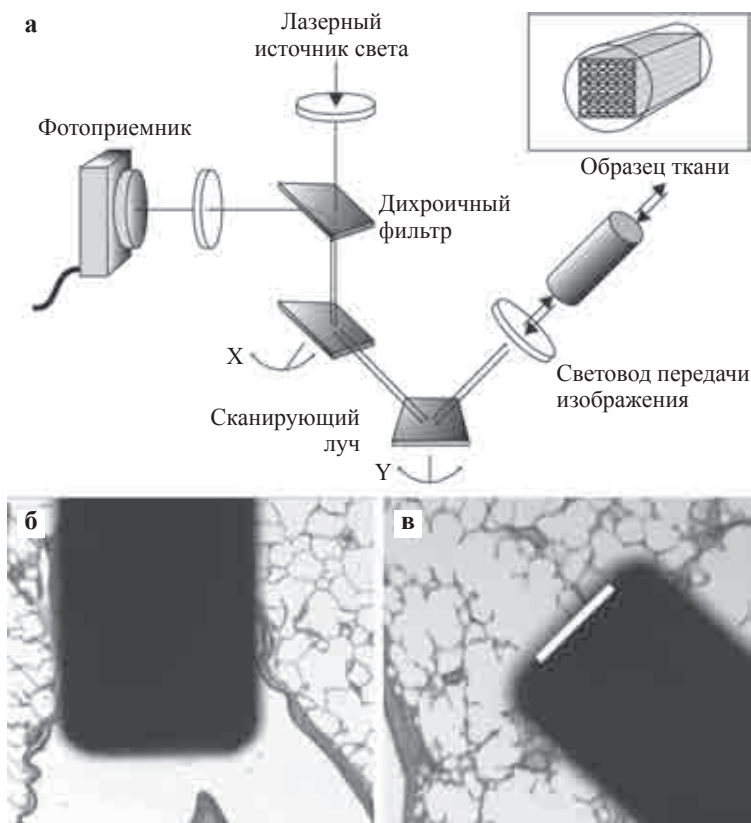 а
Лазерный
источник света
Фотоприемник
Образец ткани
Дихроичный
фильтр
X
Световод передачи
изображения
Сканирующий
луч
Y
б
в